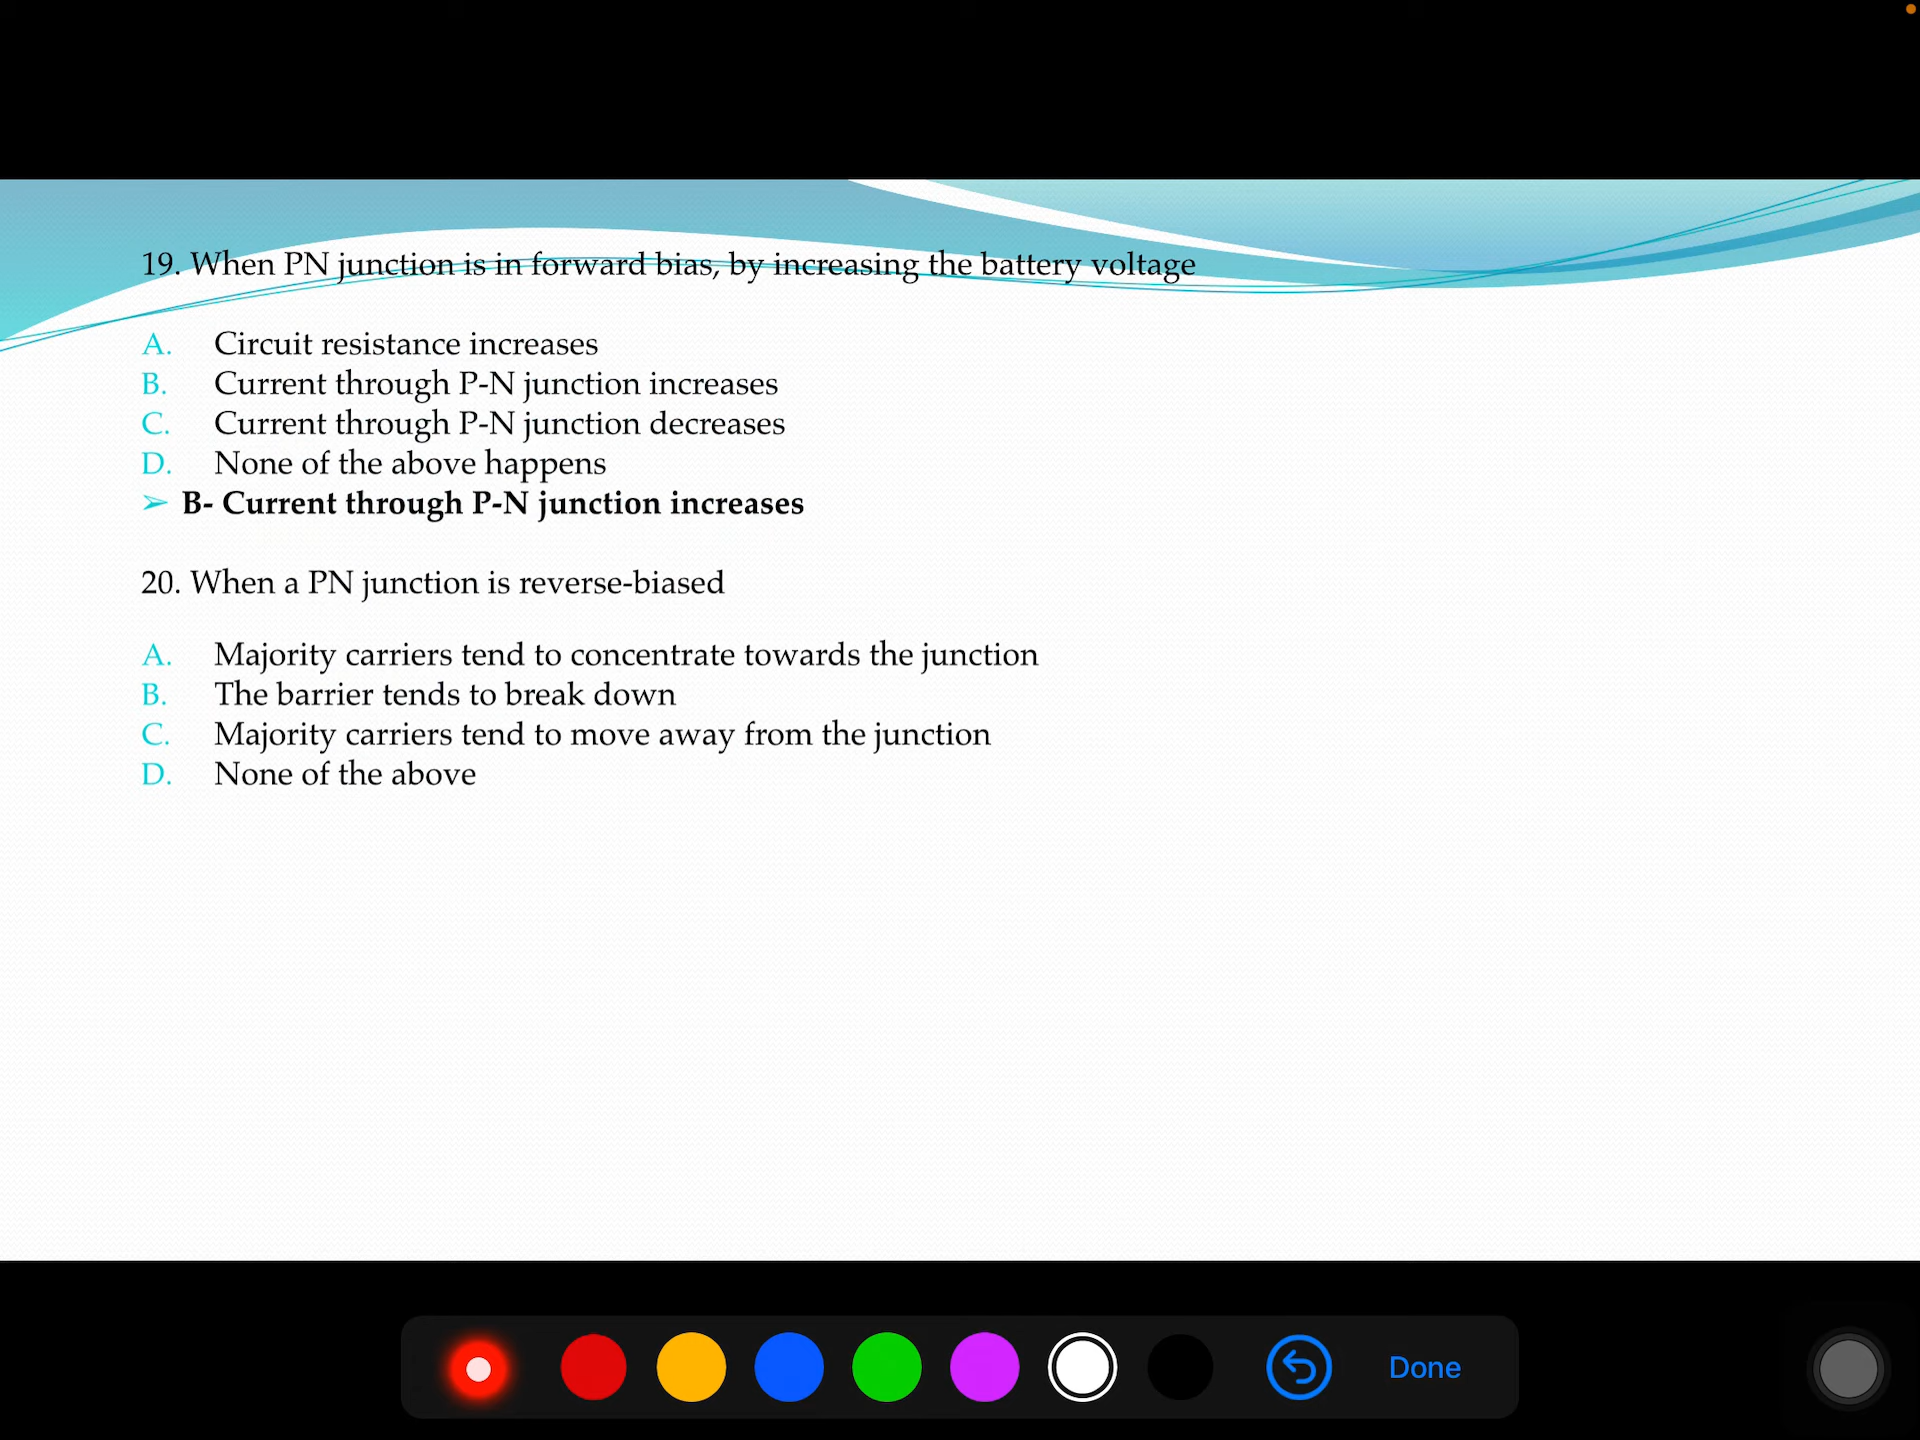 19. When PN junction is in forward bias, by increasing the battery voltage
A. Circuit resistance increases
B. Current through P-N junction increases
C. Current through P-N junction decreases
D. None of the above happens
➢ B- Current through P-N junction increases
20. When a PN junction is reverse-biased
A. Majority carriers tend to concentrate towards the junction
B. The barrier tends to break down
C. Majority carriers tend to move away from the junction
D. None of the above
Done